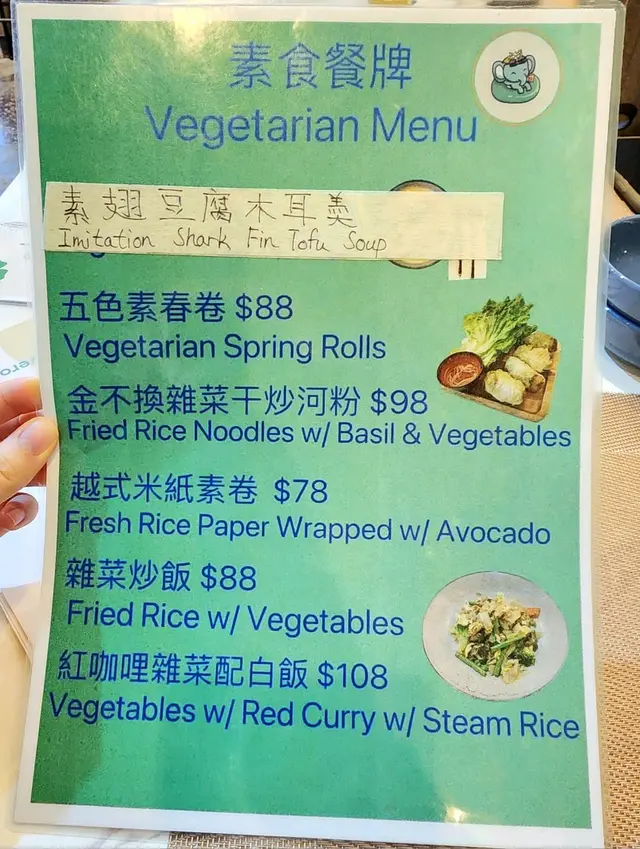 素食餐牌
Vegetarian Menu
素翅豆腐木耳羹
Imitation Shark Fin Tofu Soup
五色素春卷 $88
Vegetarian Spring Rolls
金不換雜菜干炒河粉 $98
Fried Rice Noodles w/ Basil & Vegetables
越式米紙素卷 $78
Fresh Rice Paper Wrapped w/ Avocado
雜菜炒飯 $88
Fried Rice w/ Vegetables
紅咖哩雜菜配白飯 $108
Vegetables w/ Red Curry w/ Steam Rice